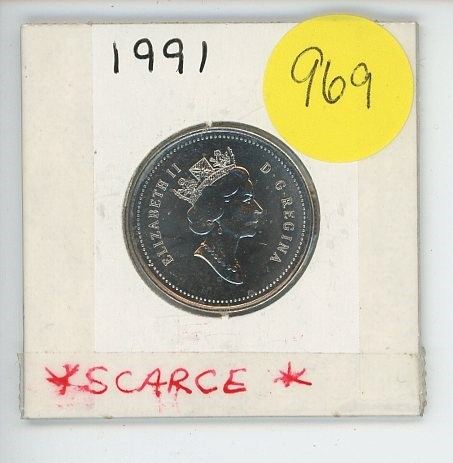 1991
969
ELIZABETH II
D·G·REGINA
*SCARCE *